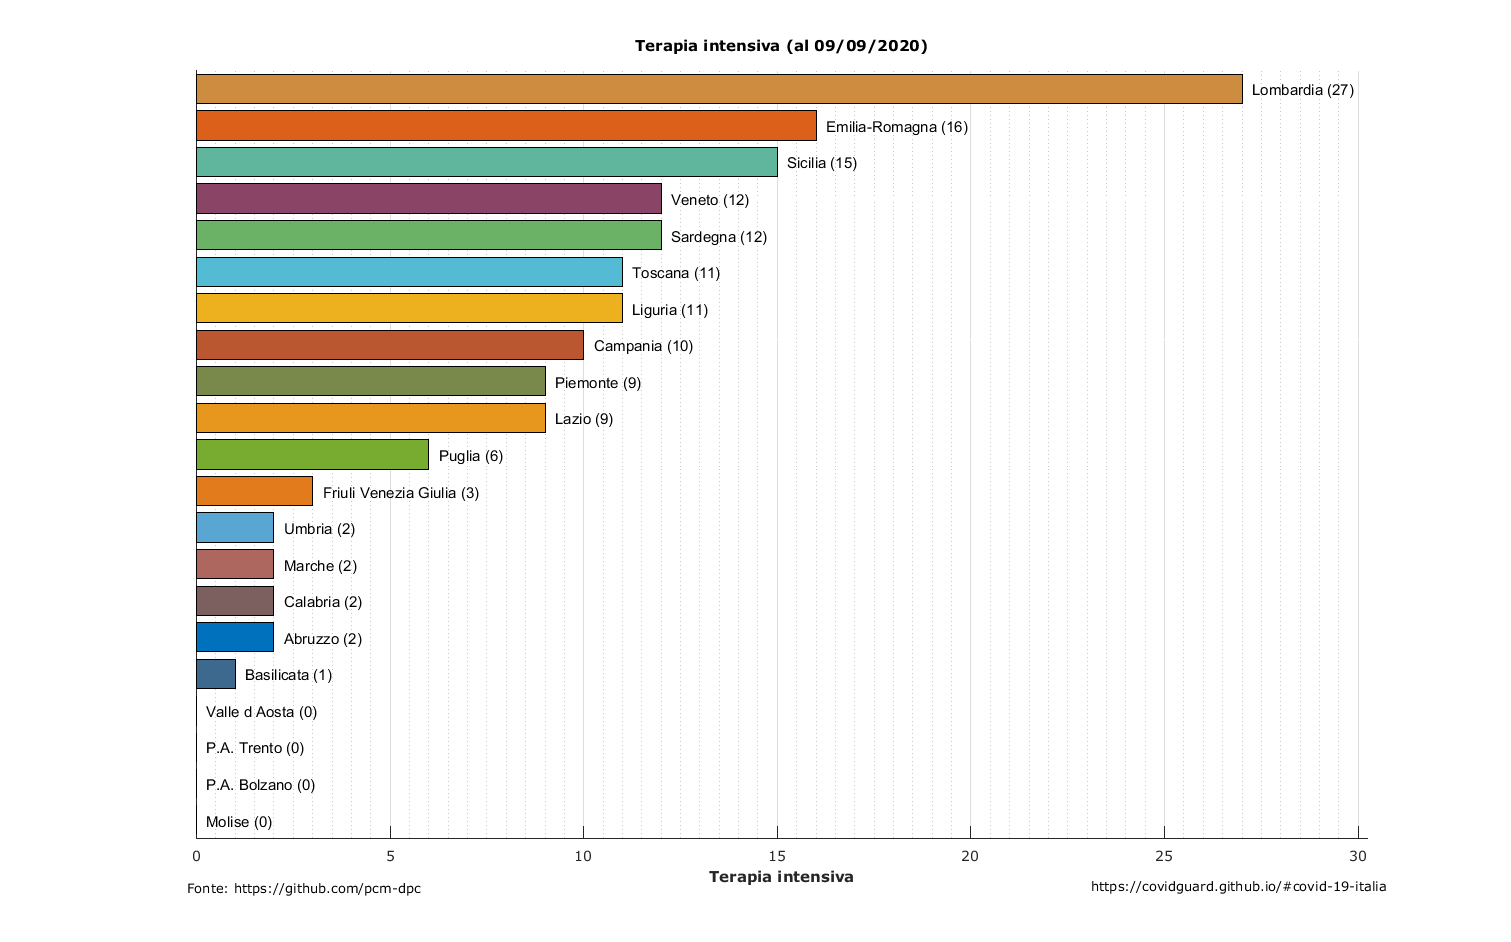 Terapia intensiva (al 09/09/2020)
Lombardia (27)
Emilia-Romagna (16)
Sicilia (15)
Veneto (12)
Sardegna (12)
Toscana (11)
Liguria (11)
Campania (10)
Piemonte (9)
Lazio (9)
Puglia (6)
Friuli Venezia Giulia (3)
Umbria (2)
Marche (2)
Calabria (2)
Abruzzo (2)
Basilicata (1)
Valle d Aosta (0)
P.A. Trento (0)
P.A. Bolzano (0)
Molise (0)
0 5 10 15 20 25 30
Terapia intensiva
Fonte: https://github.com/pcm-dpc
https://covidguard.github.io/#covid-19-italia